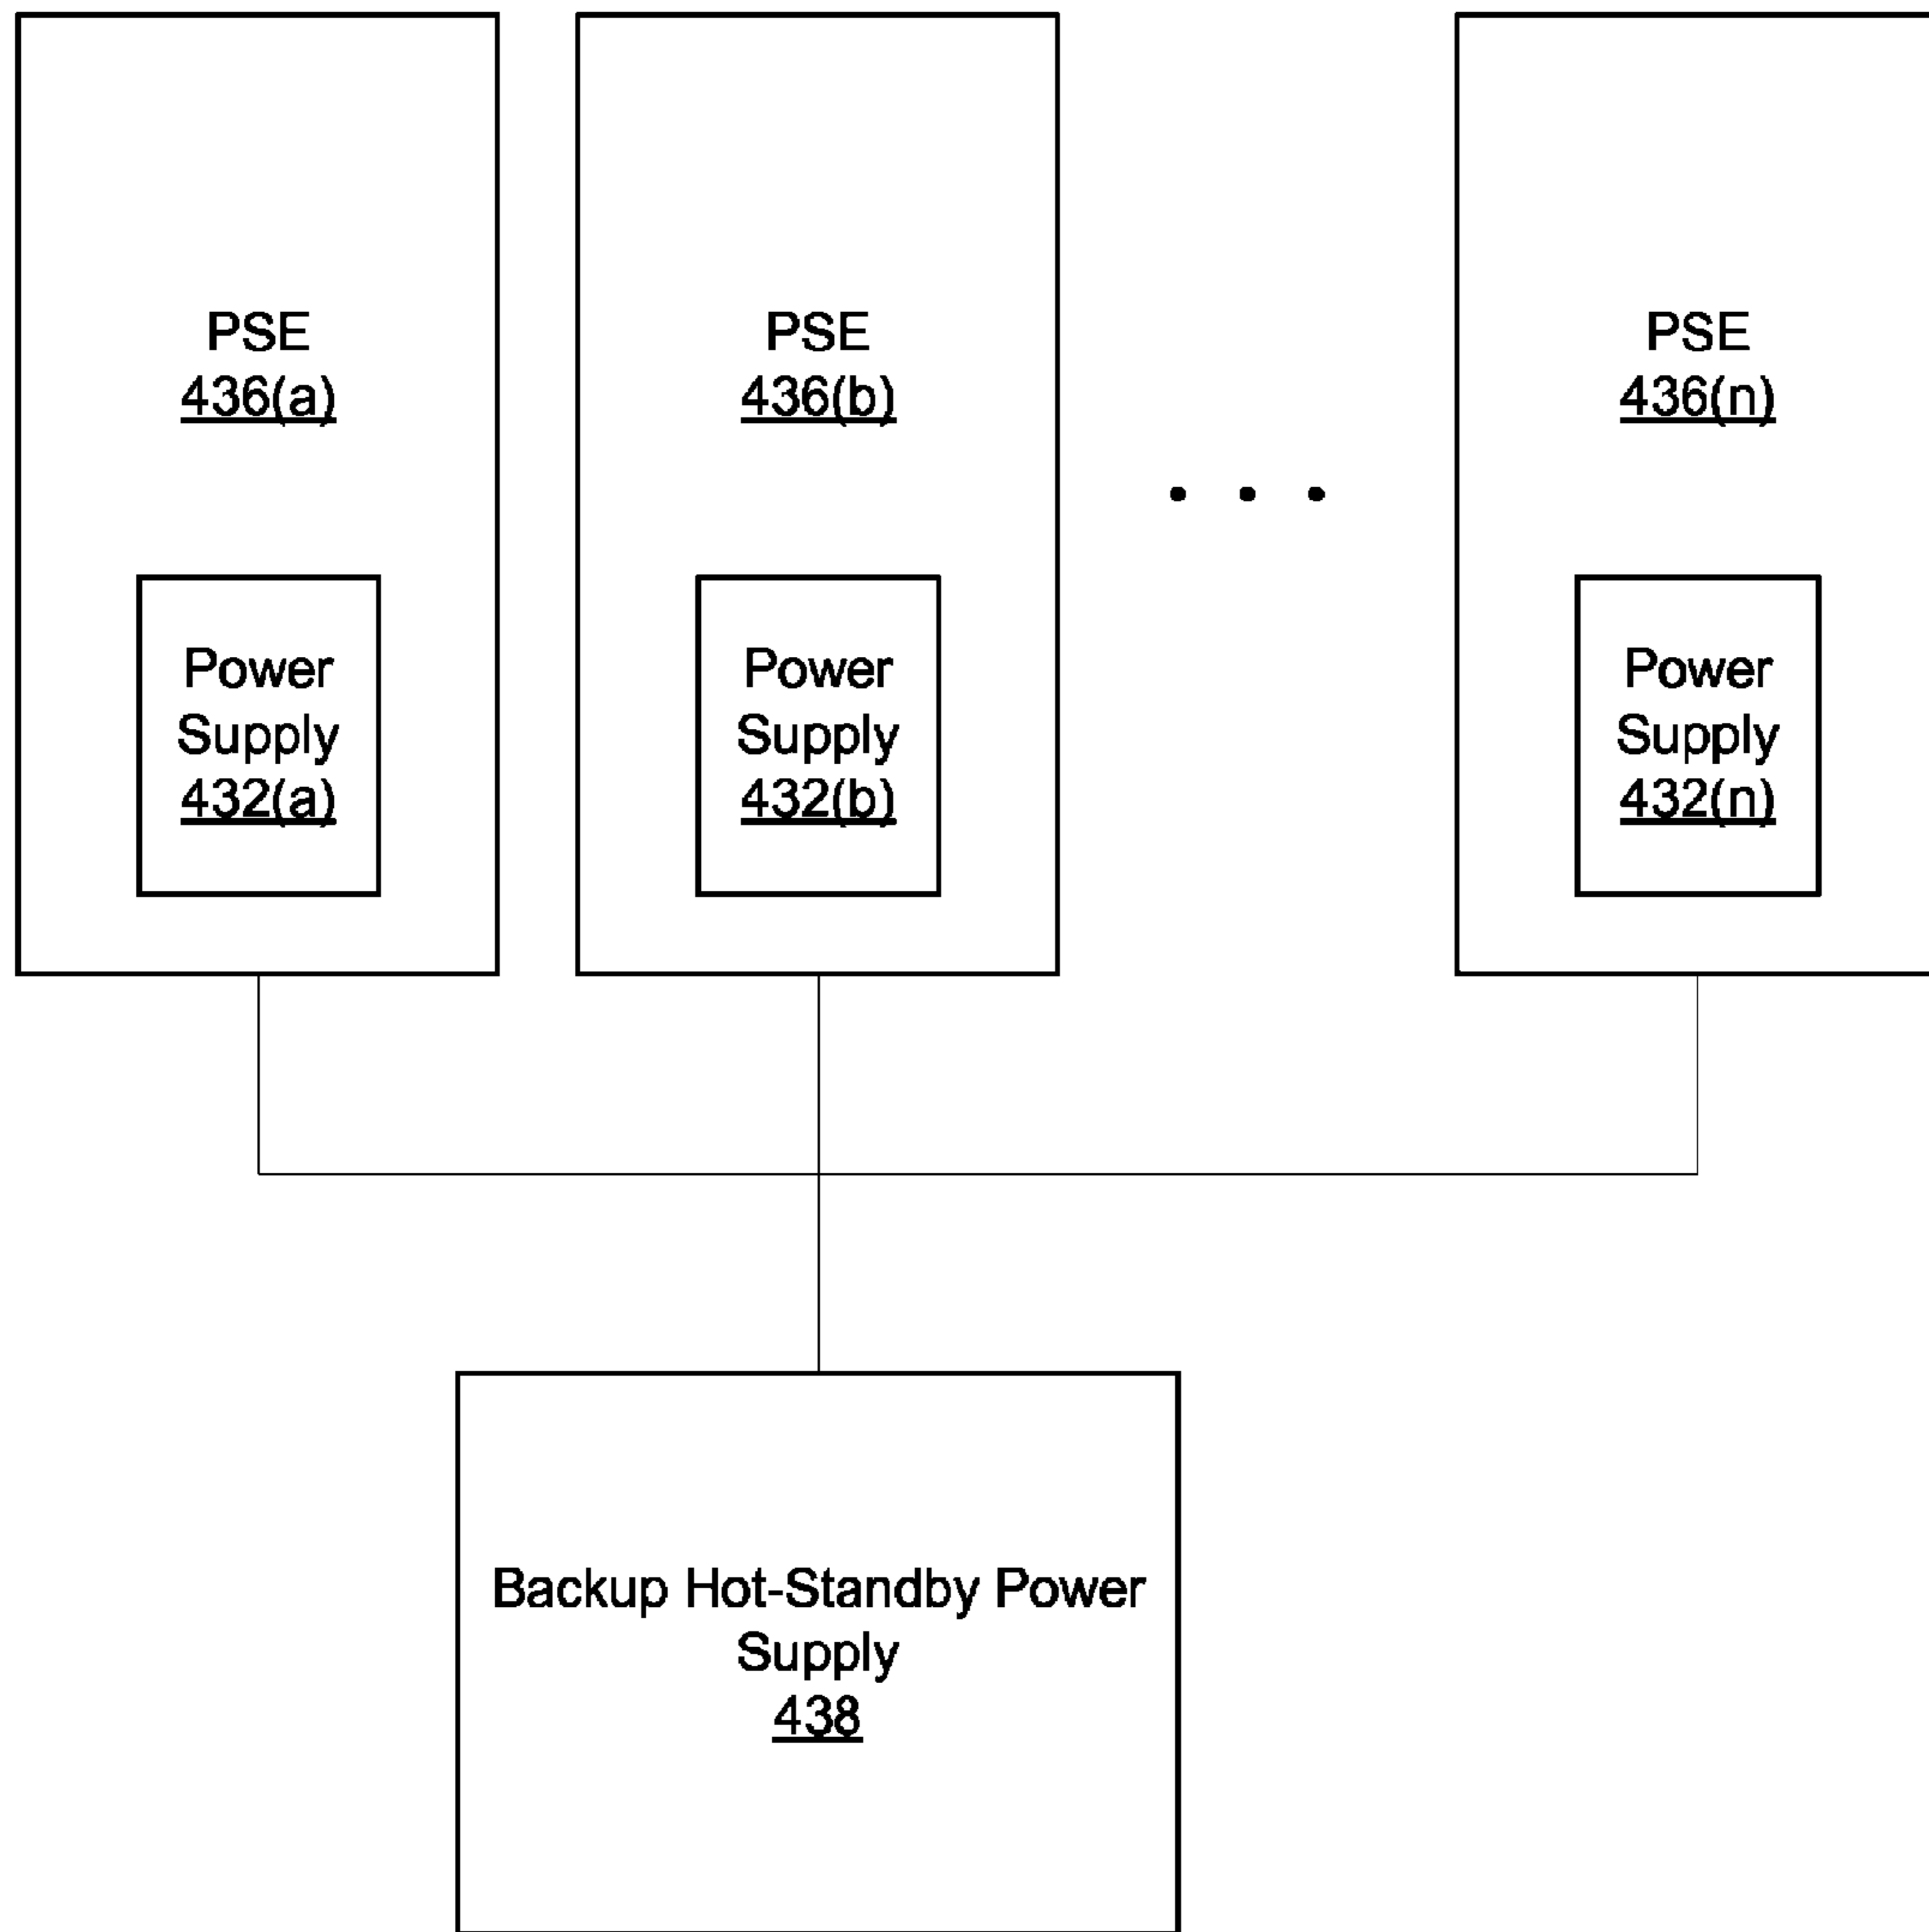 PSE
436(a)
Power
Supply
432(a)
PSE
436(b)
Power
Supply
432(b)
. . .
PSE
436(n)
Power
Supply
432(n)
Backup Hot-Standby Power
Supply
438